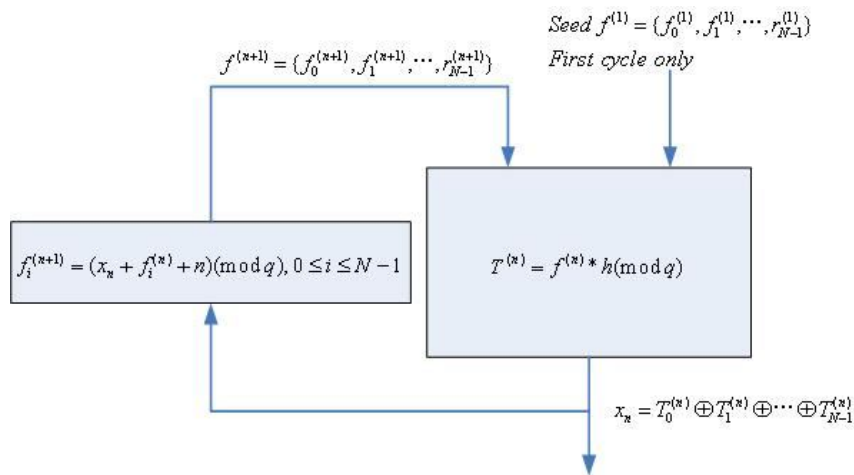 Seed f^{(1)} = {f_0^{(1)}, f_1^{(1)}, ⋯, r_{N-1}^{(1)}}
First cycle only
f^{(n+1)} = {f_0^{(n+1)}, f_1^{(n+1)}, ⋯, r_{N-1}^{(n+1)}}
f_i^{(n+1)} = (x_n + f_i^{(n)} + n)(mod q), 0 ≤ i ≤ N − 1
T^{(n)} = f^{(n)} * h(mod q)
x_n = T_0^{(n)} ⊕ T_1^{(n)} ⊕ ⋯ ⊕ T_{N-1}^{(n)}